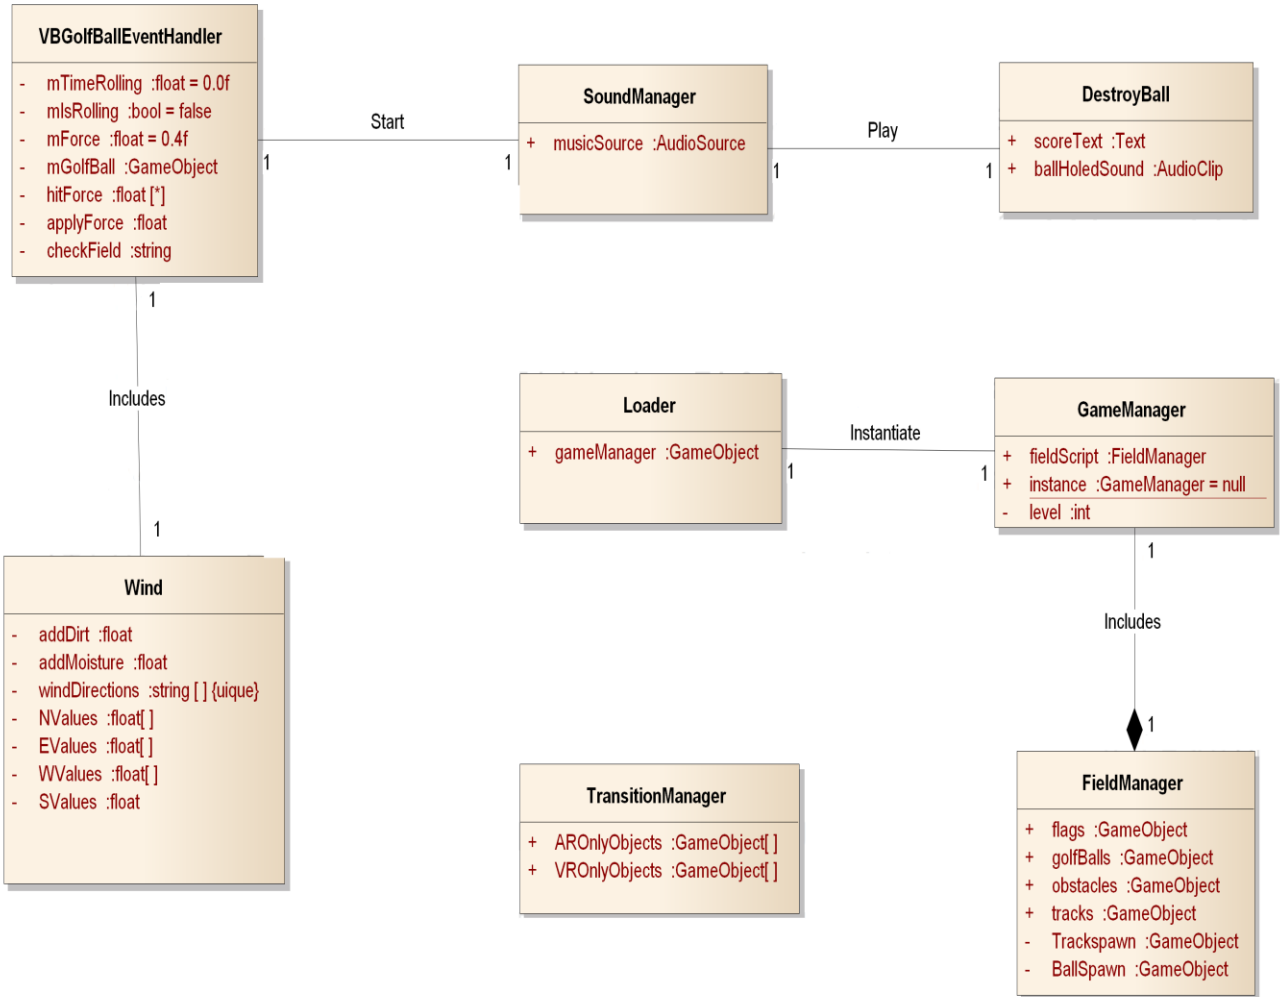 VBGolfBallEventHandler
- mTimeRolling :float = 0.0f
- mIsRolling :bool = false
- mForce :float = 0.4f
- mGolfBall :GameObject
- hitForce :float [*]
- applyForce :float
- checkField :string
1
Start
1
SoundManager
+ musicSource :AudioSource
1
Play
1
DestroyBall
+ scoreText :Text
+ ballHoledSound :AudioClip
1
Includes
1
Loader
+ gameManager :GameObject
1
Instantiate
1
GameManager
+ fieldScript :FieldManager
+ instance :GameManager = null
- level :int
1
Includes
1
Wind
- addDirt :float
- addMoisture :float
- windDirections :string [ ] {uique}
- NValues :float[ ]
- EValues :float[ ]
- WValues :float[ ]
- SValues :float
TransitionManager
+ AROnlyObjects :GameObject[ ]
+ VROnlyObjects :GameObject[ ]
FieldManager
+ flags :GameObject
+ golfBalls :GameObject
+ obstacles :GameObject
+ tracks :GameObject
- Trackspawn :GameObject
- BallSpawn :GameObject